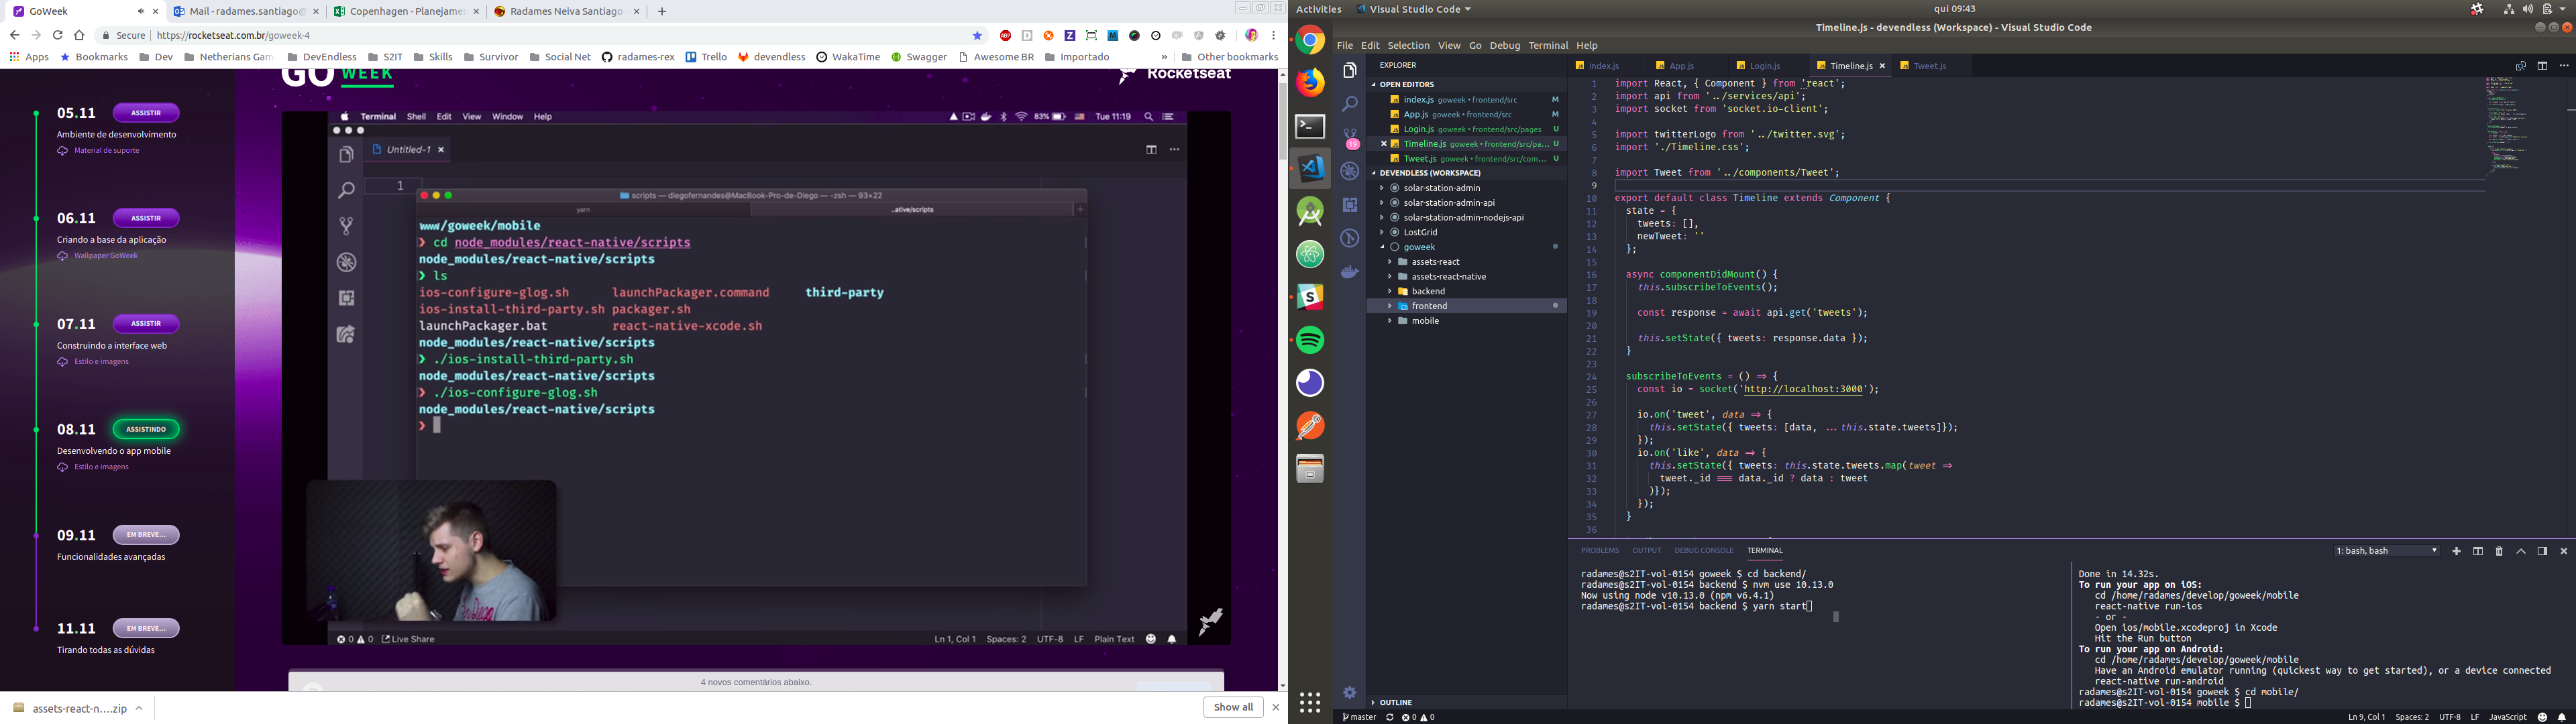 GoWeek
Mail - radames.santiago@
Copenhagen - Planejamen
Radames Neiva Santiago
Secure | https://rocketseat.com.br/goweek-4
Apps
Bookmarks
Dev
Netherians Gam
DevEndless
S2IT
Skills
Survivor
Social Net
radames-rex
Trello
devendless
WakaTime
Swagger
Awesome BR
Importado
»
Other bookmarks
GO WEEK
Rocketseat
05.11 ASSISTIR
Ambiente de desenvolvimento
Material de suporte
06.11 ASSISTIR
Criando a base da aplicação
Wallpaper GoWeek
07.11 ASSISTIR
Construindo a interface web
Estilo e imagens
08.11 ASSISTINDO
Desenvolvendo o app mobile
Estilo e imagens
09.11 EM BREVE...
Funcionalidades avançadas
11.11 EM BREVE...
Tirando todas as dúvidas
Terminal Shell Edit View Window Help
83% Tue 11:19
Untitled-1
1
scripts — diegofernandes@MacBook-Pro-de-Diego — -zsh — 93×22
yarn
..ative/scripts
www/goweek/mobile
❯ cd node_modules/react-native/scripts
node_modules/react-native/scripts
❯ ls
ios-configure-glog.sh launchPackager.command third-party
ios-install-third-party.sh packager.sh
launchPackager.bat react-native-xcode.sh
node_modules/react-native/scripts
❯ ./ios-install-third-party.sh
node_modules/react-native/scripts
❯ ./ios-configure-glog.sh
node_modules/react-native/scripts
❯
0 0 Live Share
Ln 1, Col 1 Spaces: 2 UTF-8 LF Plain Text
4 novos comentários abaixo.
assets-react-n....zip
Show all
Activities
Visual Studio Code
qui 09:43
Timeline.js - devendless (Workspace) - Visual Studio Code
File Edit Selection View Go Debug Terminal Help
19
EXPLORER
OPEN EDITORS
index.js goweek • frontend/src M
App.js goweek • frontend/src M
Login.js goweek • frontend/src/pages U
Timeline.js goweek • frontend/src/pa... U
Tweet.js goweek • frontend/src/com... U
DEVENDLESS (WORKSPACE)
solar-station-admin
solar-station-admin-api
solar-station-admin-nodejs-api
LostGrid
goweek
assets-react
assets-react-native
backend
frontend
mobile
OUTLINE
index.js
App.js
Login.js
Timeline.js
Tweet.js
1 import React, { Component } from 'react';
2 import api from '../services/api';
3 import socket from 'socket.io-client';
4
5 import twitterLogo from '../twitter.svg';
6 import './Timeline.css';
7
8 import Tweet from '../components/Tweet';
9
10 export default class Timeline extends Component {
11 state = {
12 tweets: [],
13 newTweet: ''
14 };
15
16 async componentDidMount() {
17 this.subscribeToEvents();
18
19 const response = await api.get('tweets');
20
21 this.setState({ tweets: response.data });
22 }
23
24 subscribeToEvents = () => {
25 const io = socket('http://localhost:3000');
26
27 io.on('tweet', data => {
28 this.setState({ tweets: [data, ...this.state.tweets]});
29 });
30 io.on('like', data => {
31 this.setState({ tweets: this.state.tweets.map(tweet =>
32 tweet._id === data._id ? data : tweet
33 )});
34 });
35 }
36
PROBLEMS OUTPUT DEBUG CONSOLE TERMINAL
1: bash, bash
radames@s2IT-vol-0154 goweek $ cd backend/
radames@s2IT-vol-0154 backend $ nvm use 10.13.0
Now using node v10.13.0 (npm v6.4.1)
radames@s2IT-vol-0154 backend $ yarn start
Done in 14.32s.
To run your app on iOS:
cd /home/radames/develop/goweek/mobile
react-native run-ios
- or -
Open ios/mobile.xcodeproj in Xcode
Hit the Run button
To run your app on Android:
cd /home/radames/develop/goweek/mobile
Have an Android emulator running (quickest way to get started), or a device connected
react-native run-android
radames@s2IT-vol-0154 goweek $ cd mobile/
radames@s2IT-vol-0154 mobile $
master 0 0
Ln 9, Col 1 Spaces: 2 UTF-8 LF JavaScript